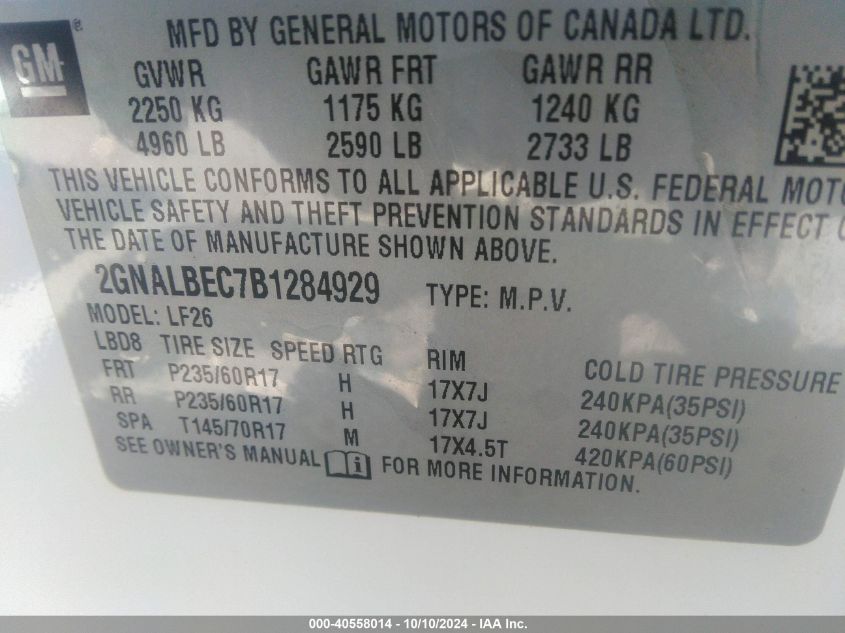 GM ®
MFD BY GENERAL MOTORS OF CANADA LTD.
GVWR GAWR FRT GAWR RR
2250 KG 1175 KG 1240 KG
4960 LB 2590 LB 2733 LB
THIS VEHICLE CONFORMS TO ALL APPLICABLE U.S. FEDERAL MOTO
VEHICLE SAFETY AND THEFT PREVENTION STANDARDS IN EFFECT O
THE DATE OF MANUFACTURE SHOWN ABOVE.
2GNALBEC7B1284929 TYPE: M.P.V.
MODEL: LF26
LBD8 TIRE SIZE SPEED RTG RIM COLD TIRE PRESSURE
FRT P235/60R17 H 17X7J 240KPA(35PSI)
RR P235/60R17 H 17X7J 240KPA(35PSI)
SPA T145/70R17 M 17X4.5T 420KPA(60PSI)
SEE OWNER'S MANUAL FOR MORE INFORMATION.
000-40558014 - 10/10/2024 - IAA Inc.